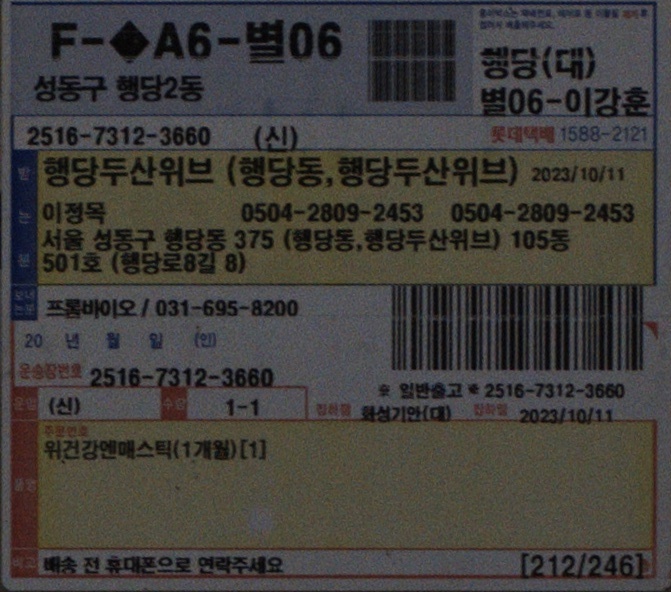 F-◆A6-별06
성동구 행당2동
행당(대)
별06-이강훈
2516-7312-3660 (신)
롯데택배 1588-2121
받
는
분
행당두산위브 (행당동,행당두산위브) 2023/10/11
이정목 0504-2809-2453 0504-2809-2453
서울 성동구 행당동 375 (행당동,행당두산위브) 105동
501호 (행당로8길 8)
프롬바이오 / 031-695-8200
20 년 월 일 (인)
운송장번호 2516-7312-3660
※ 일반출고 ※ 2516-7312-3660
운임 (신) 수량 1-1 집하점 화성기안(대) 집하일 2023/10/11
주문번호
위건강엔매스틱(1개월)[1]
품명
비고 배송 전 휴대폰으로 연락주세요 [212/246]